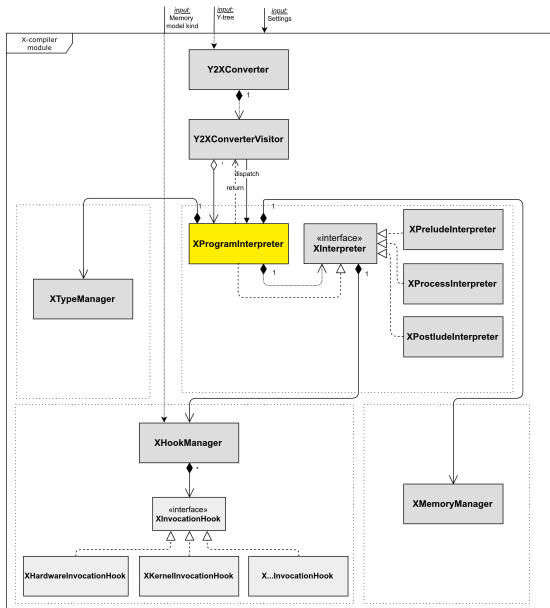 input:
Memory
model kind
input:
Y-tree
input:
Settings
X-compiler
module
Y2XConverter
1
Y2XConverterVisitor
1
dispatch
return
1
1
XProgramInterpreter
«interface»
XInterpreter
XPreludeInterpreter
1
1
XProcessInterpreter
XTypeManager
XPostludeInterpreter
XHookManager
*
XMemoryManager
«interface»
XInvocationHook
XHardwareInvocationHook
XKernelInvocationHook
X...InvocationHook